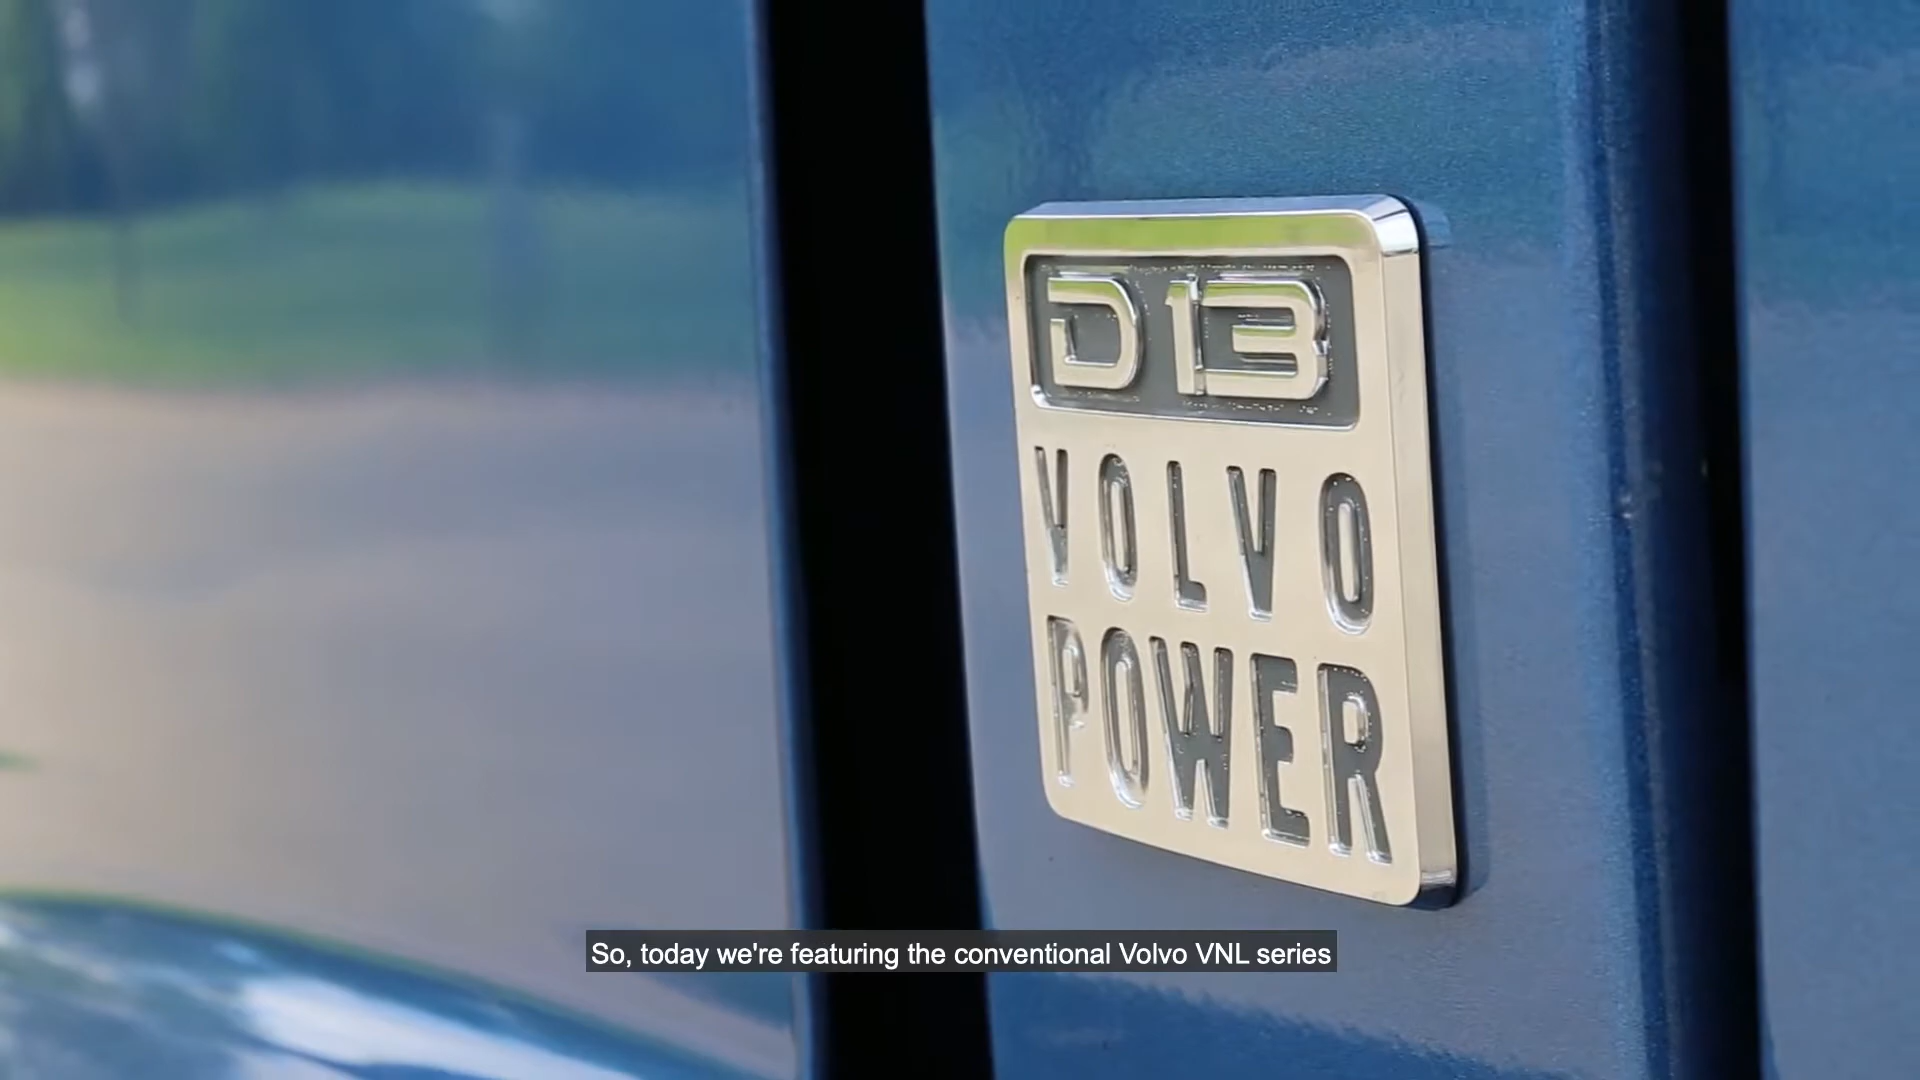 D13
VOLVO
POWER
So, today we're featuring the conventional Volvo VNL series